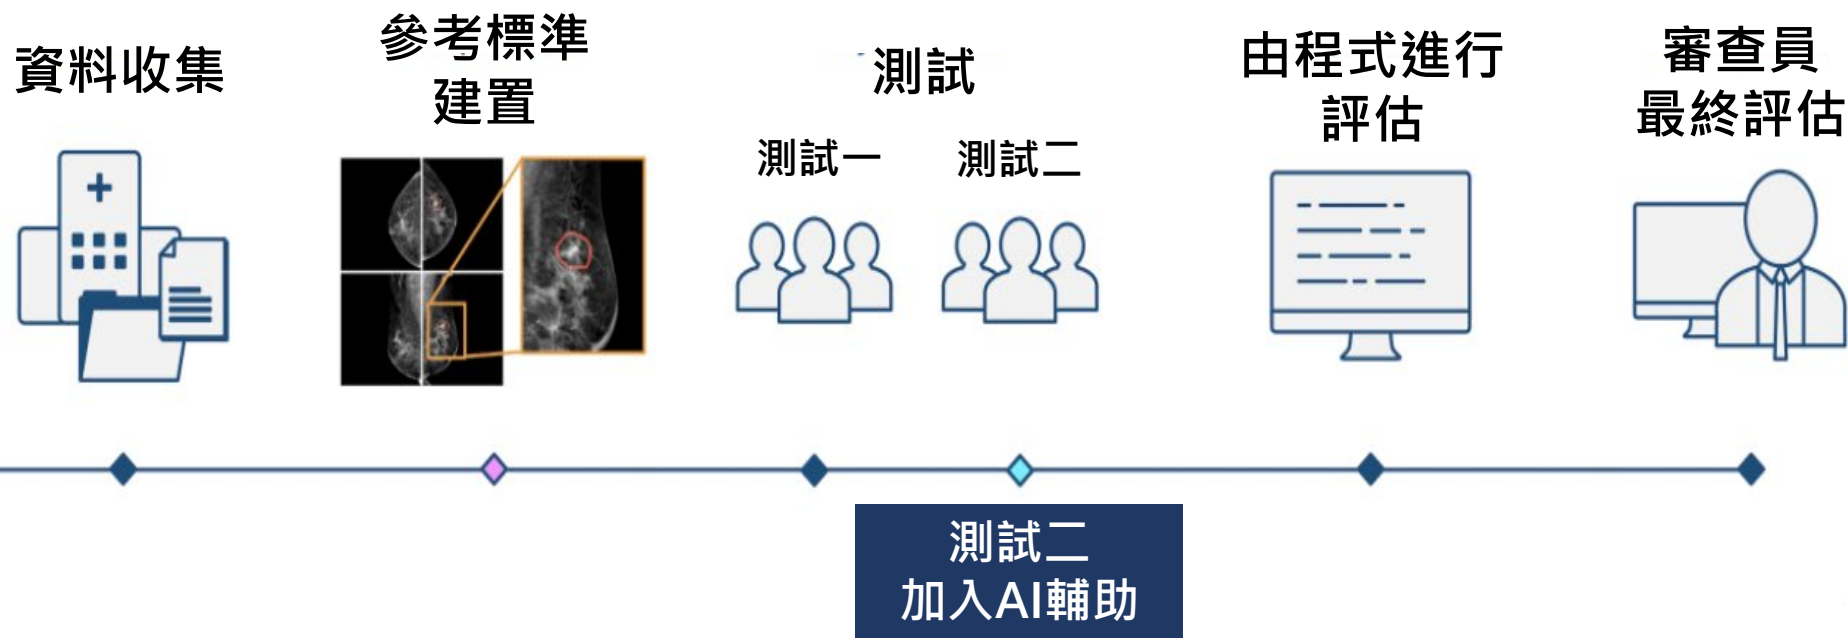 資料收集
參考標準
建置
測試
測試一
測試二
由程式進行
評估
審查員
最終評估
測試二
加入AI輔助